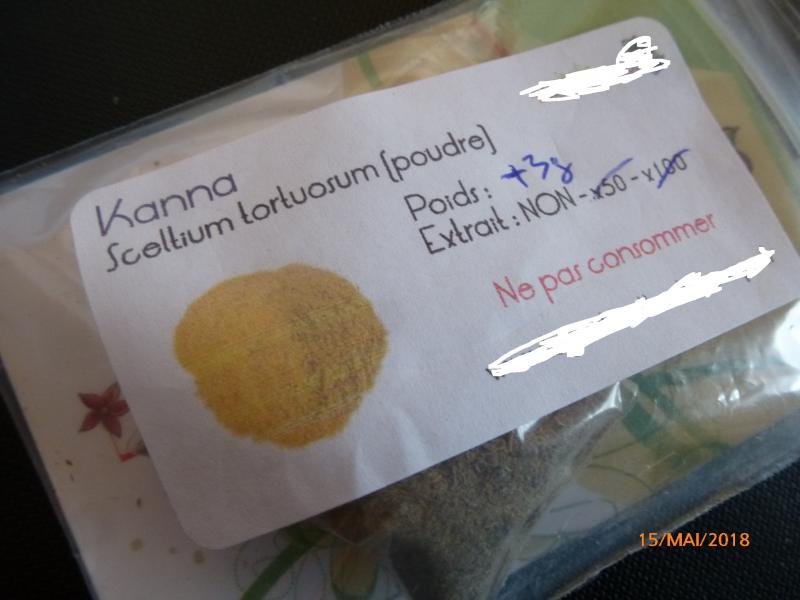 Kanna
Sceltium tortuosum (poudre)
Poids : +3g
Extrait : NON - x50 - x100
Ne pas consommer
15/MAI/2018